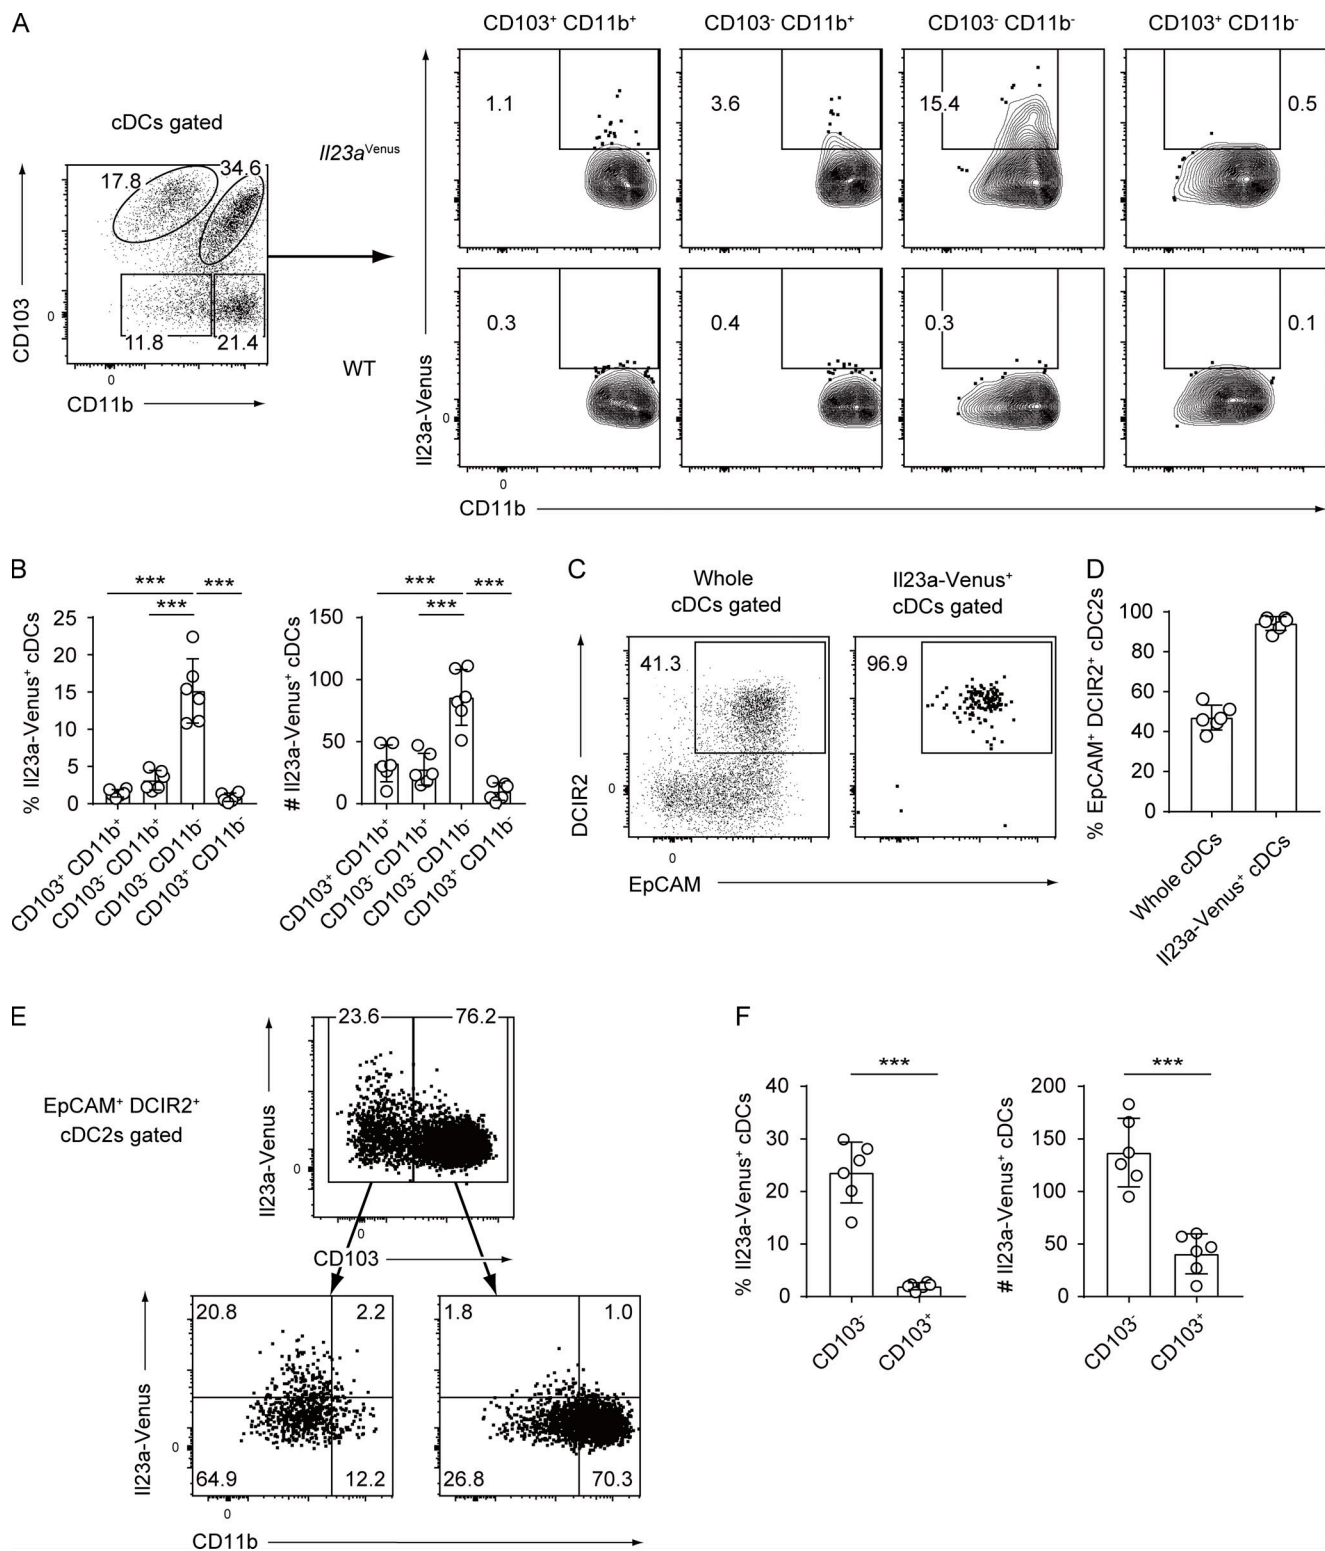 A
CD103+ CD11b+
CD103- CD11b+
CD103- CD11b-
CD103+ CD11b-
cDCs gated
17.8
34.6
11.8
21.4
0
0
CD103
CD11b
Il23aVenus
1.1
3.6
15.4
0.5
WT
0.3
0.4
0.3
0.1
Il23a-Venus
0
0
CD11b
B
% Il23a-Venus+ cDCs
25
20
15
10
5
0
***
***
***
CD103+ CD11b+
CD103- CD11b+
CD103- CD11b-
CD103+ CD11b-
# Il23a-Venus+ cDCs
150
100
50
0
***
***
***
CD103+ CD11b+
CD103- CD11b+
CD103- CD11b-
CD103+ CD11b-
C
Whole
cDCs gated
Il23a-Venus+
cDCs gated
41.3
96.9
DCIR2
0
0
EpCAM
D
% EpCAM+ DCIR2+ cDC2s
100
80
60
40
20
0
Whole cDCs
Il23a-Venus+ cDCs
E
EpCAM+ DCIR2+
cDC2s gated
23.6
76.2
Il23a-Venus
0
0
CD103
20.8
2.2
64.9
12.2
1.8
1.0
26.8
70.3
Il23a-Venus
0
0
CD11b
F
% Il23a-Venus+ cDCs
40
30
20
10
0
***
CD103-
CD103+
# Il23a-Venus+ cDCs
200
150
100
50
0
***
CD103-
CD103+